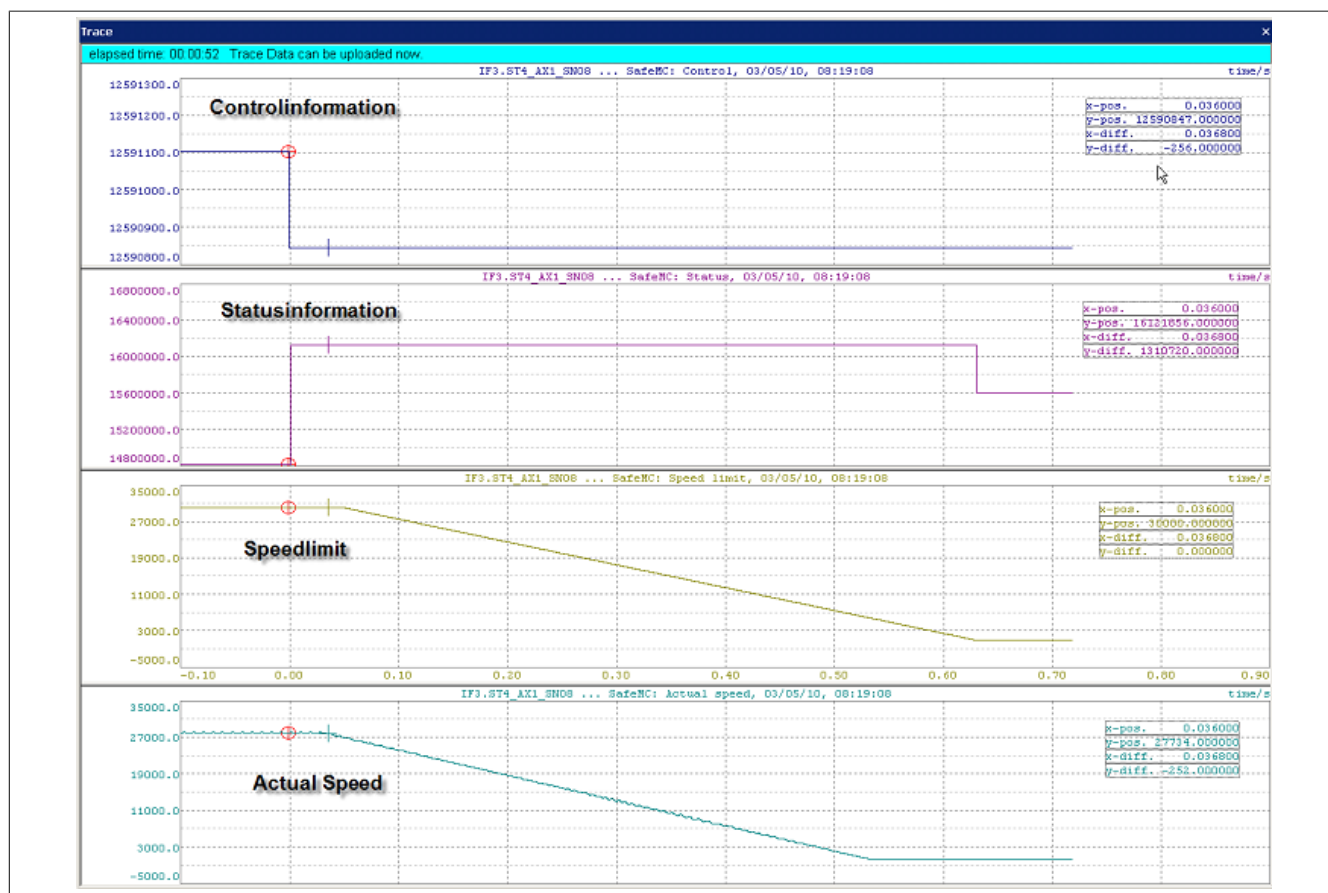 Trace
elapsed time: 00:00:52 Trace Data can be uploaded now.
IF3.ST4_AX1_SN08 ... SafeMC: Control, 03/05/10, 08:19:08 time/s
12591300.0
12591200.0
12591100.0
12591000.0
12590900.0
12590800.0
Controlinformation
x-pos. 0.036000
y-pos. 12590847.000000
x-diff. 0.036800
y-diff. -256.000000
IF3.ST4_AX1_SN08 ... SafeMC: Status, 03/05/10, 08:19:08 time/s
16800000.0
16400000.0
16000000.0
15600000.0
15200000.0
14800000.0
Statusinformation
x-pos. 0.036000
y-pos. 16121856.000000
x-diff. 0.036800
y-diff. 1310720.000000
IF3.ST4_AX1_SN08 ... SafeMC: Speed limit, 03/05/10, 08:19:08 time/s
35000.0
27000.0
19000.0
11000.0
3000.0
-5000.0
Speedlimit
x-pos. 0.036000
y-pos. 30080.000000
x-diff. 0.036800
y-diff. 0.000000
-0.10 0.00 0.10 0.20 0.30 0.40 0.50 0.60 0.70 0.80 0.90
IF3.ST4_AX1_SN08 ... SafeMC: Actual speed, 03/05/10, 08:19:08 time/s
35000.0
27000.0
19000.0
11000.0
3000.0
-5000.0
Actual Speed
x-pos. 0.036000
y-pos. 27734.000000
x-diff. 0.036800
y-diff. -252.000000